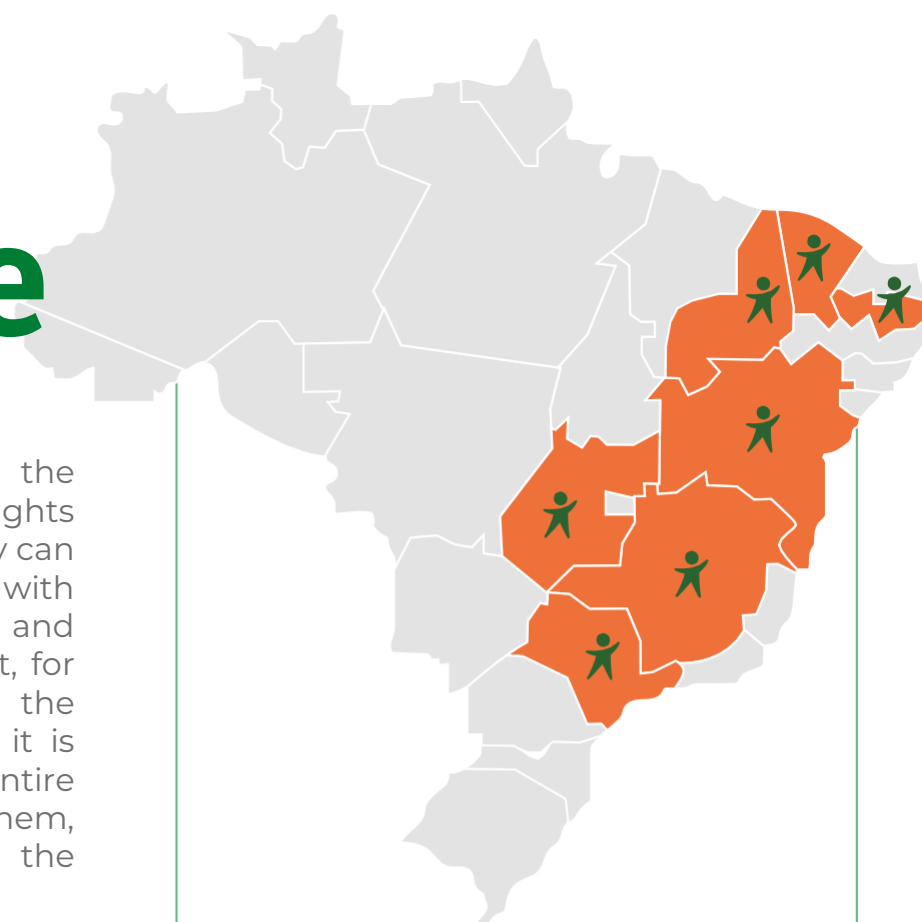 e
the
ghts
y can
with
and
t, for
the
it is
ntire
hem,
the